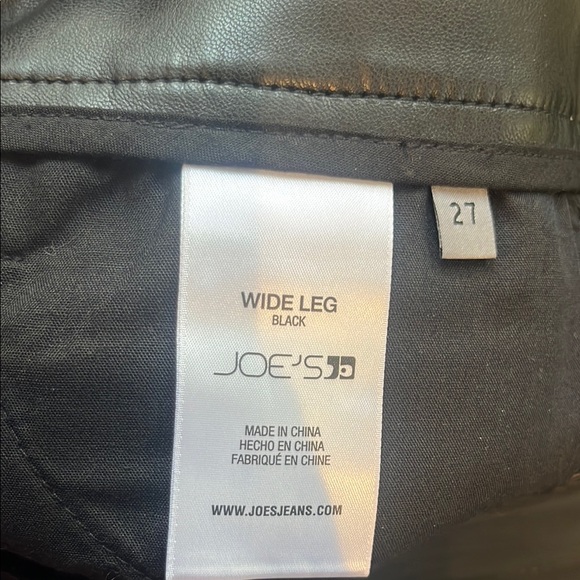 27
WIDE LEG
BLACK
JOE'S
MADE IN CHINA
HECHO EN CHINA
FABRIQUÉ EN CHINE
WWW.JOESJEANS.COM